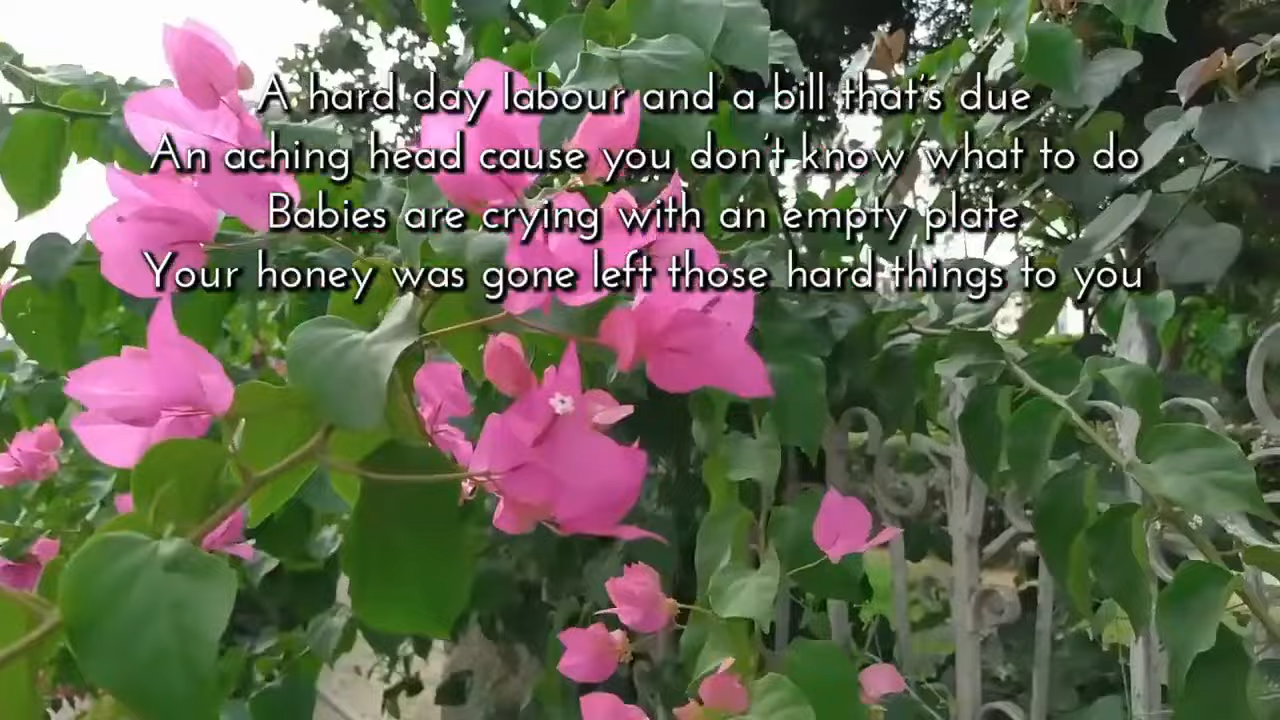 A hard day labour and a bill that's due
An aching head cause you don't know what to do
Babies are crying with an empty plate
Your honey was gone left those hard things to you